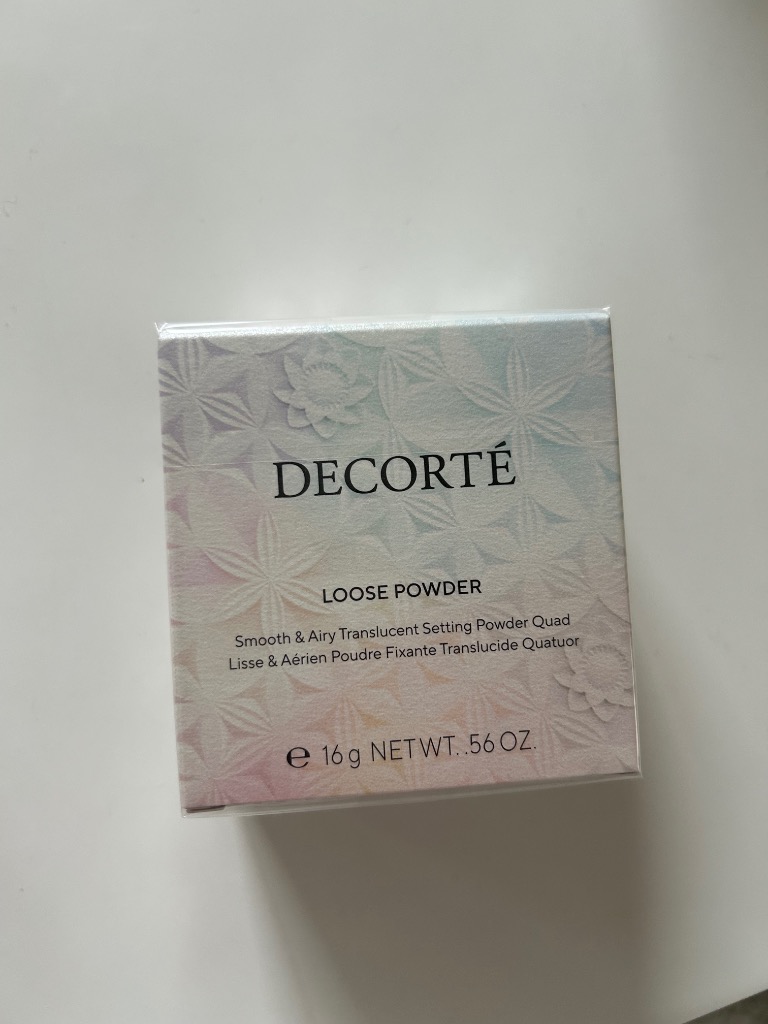 DECORTÉ
LOOSE POWDER
Smooth & Airy Translucent Setting Powder Quad
Lisse & Aérien Poudre Fixante Translucide Quatuor
℮ 16g NET WT. .56 OZ.